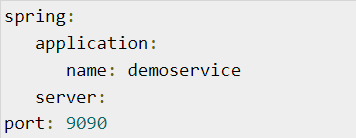 spring:
   application:
      name: demoservice
   server:
port: 9090